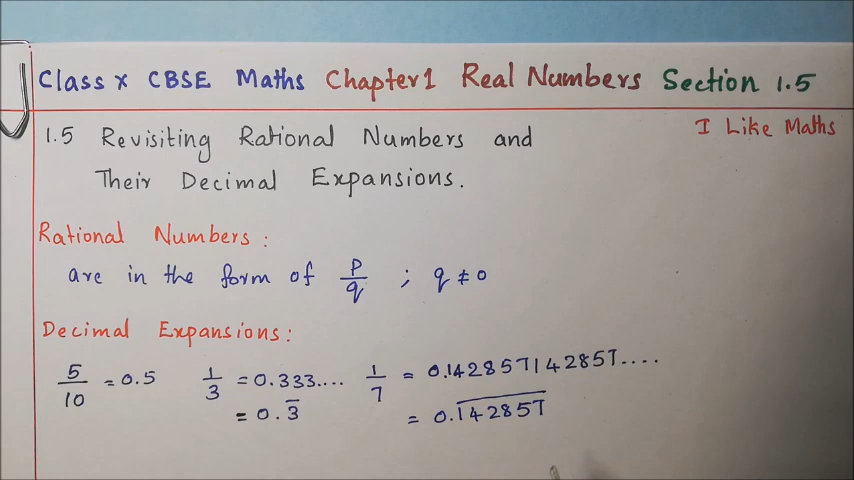 Class X CBSE Maths Chapter 1 Real Numbers Section 1.5
I Like Maths
1.5 Revisiting Rational Numbers and
Their Decimal Expansions.
Rational Numbers:
are in the form of p/q ; q ≠ 0
Decimal Expansions:
5/10 = 0.5 1/3 = 0.333.... 1/7 = 0.142857142857....
= 0.3̅ = 0.1̅4̅2̅8̅5̅7̅